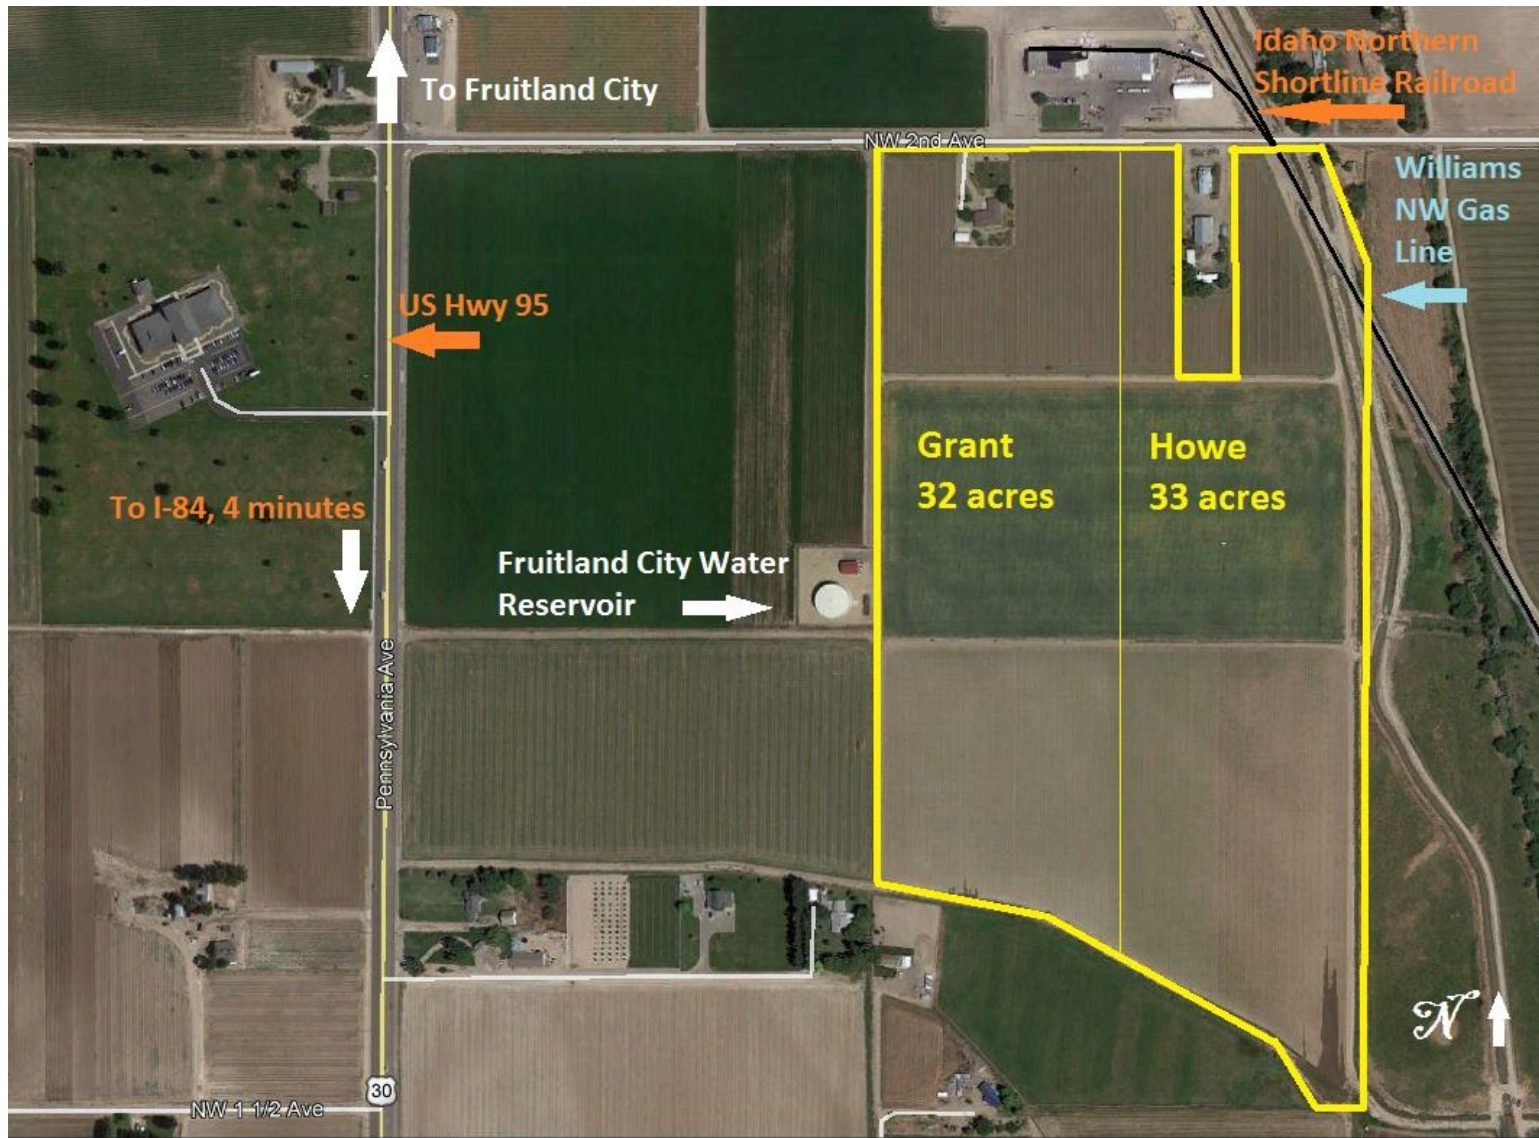 To Fruitland City
Idaho Northern
Shortline Railroad
NW 2nd Ave
Williams
NW Gas
Line
US Hwy 95
Grant
32 acres
Howe
33 acres
To I-84, 4 minutes
Fruitland City Water
Reservoir
Pennsylvania Ave
N
30
NW 1 1/2 Ave